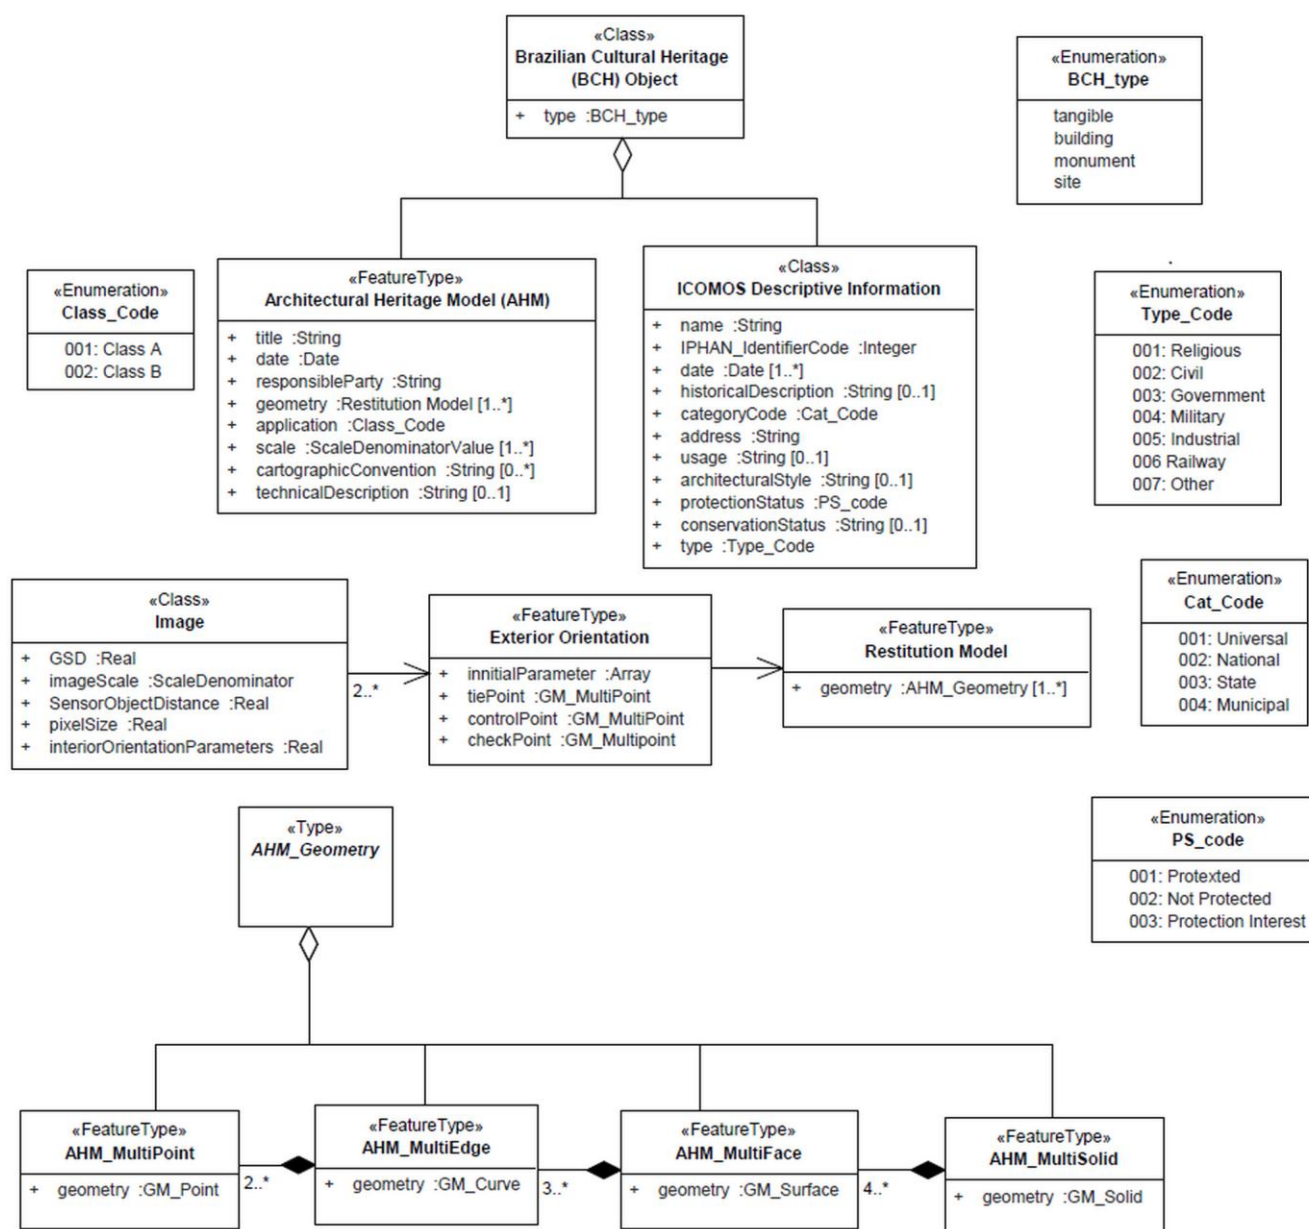 «Class»
Brazilian Cultural Heritage
(BCH) Object
+ type :BCH_type
«Enumeration»
BCH_type
tangible
building
monument
site
«Enumeration»
Class_Code
001: Class A
002: Class B
«FeatureType»
Architectural Heritage Model (AHM)
+ title :String
+ date :Date
+ responsibleParty :String
+ geometry :Restitution Model [1..*]
+ application :Class_Code
+ scale :ScaleDenominatorValue [1..*]
+ cartographicConvention :String [0..*]
+ technicalDescription :String [0..1]
«Class»
ICOMOS Descriptive Information
+ name :String
+ IPHAN_IdentifierCode :Integer
+ date :Date [1..*]
+ historicalDescription :String [0..1]
+ categoryCode :Cat_Code
+ address :String
+ usage :String [0..1]
+ architecturalStyle :String [0..1]
+ protectionStatus :PS_code
+ conservationStatus :String [0..1]
+ type :Type_Code
«Enumeration»
Type_Code
001: Religious
002: Civil
003: Government
004: Military
005: Industrial
006 Railway
007: Other
«Class»
Image
+ GSD :Real
+ imageScale :ScaleDenominator
+ SensorObjectDistance :Real
+ pixelSize :Real
+ interiorOrientationParameters :Real
2..*
«FeatureType»
Exterior Orientation
+ innitialParameter :Array
+ tiePoint :GM_MultiPoint
+ controlPoint :GM_MultiPoint
+ checkPoint :GM_Multipoint
«FeatureType»
Restitution Model
+ geometry :AHM_Geometry [1..*]
«Enumeration»
Cat_Code
001: Universal
002: National
003: State
004: Municipal
«Type»
AHM_Geometry
«Enumeration»
PS_code
001: Protexted
002: Not Protected
003: Protection Interest
«FeatureType»
AHM_MultiPoint
+ geometry :GM_Point
2..*
«FeatureType»
AHM_MultiEdge
+ geometry :GM_Curve
3..*
«FeatureType»
AHM_MultiFace
+ geometry :GM_Surface
4..*
«FeatureType»
AHM_MultiSolid
+ geometry :GM_Solid